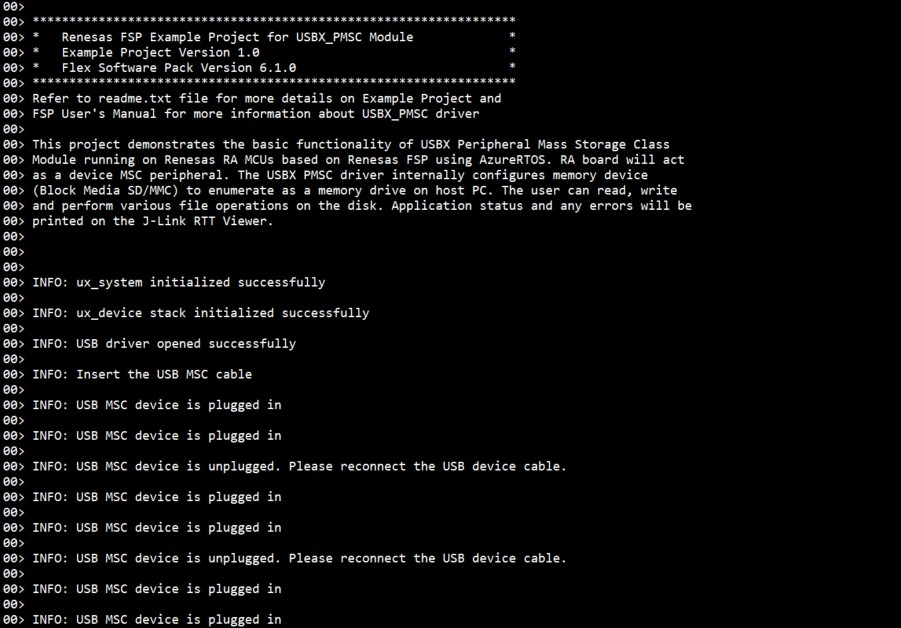 00>
00> ******************************************************************
00> *   Renesas FSP Example Project for USBX_PMSC Module             *
00> *   Example Project Version 1.0                                  *
00> *   Flex Software Pack Version 6.1.0                             *
00> ******************************************************************
00> Refer to readme.txt file for more details on Example Project and
00> FSP User's Manual for more information about USBX_PMSC driver
00>
00> This project demonstrates the basic functionality of USBX Peripheral Mass Storage Class
00> Module running on Renesas RA MCUs based on Renesas FSP using AzureRTOS. RA board will act
00> as a device MSC peripheral. The USBX PMSC driver internally configures memory device
00> (Block Media SD/MMC) to enumerate as a memory drive on host PC. The user can read, write
00> and perform various file operations on the disk. Application status and any errors will be
00> printed on the J-Link RTT Viewer.
00>
00>
00>
00> INFO: ux_system initialized successfully
00>
00> INFO: ux_device stack initialized successfully
00>
00> INFO: USB driver opened successfully
00>
00> INFO: Insert the USB MSC cable
00>
00> INFO: USB MSC device is plugged in
00>
00> INFO: USB MSC device is plugged in
00>
00> INFO: USB MSC device is unplugged. Please reconnect the USB device cable.
00>
00> INFO: USB MSC device is plugged in
00>
00> INFO: USB MSC device is plugged in
00>
00> INFO: USB MSC device is unplugged. Please reconnect the USB device cable.
00>
00> INFO: USB MSC device is plugged in
00>
00> INFO: USB MSC device is plugged in